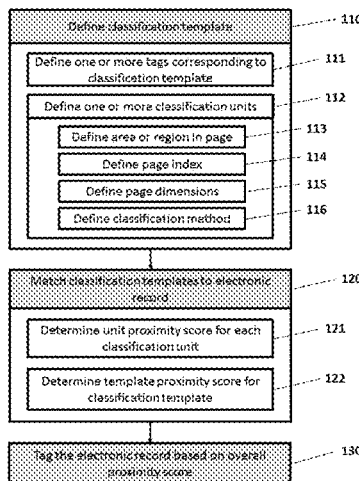 Define classification template
110
Define one or more tags corresponding to
classification template
111
Define one or more classification units
112
Define area or region in page
113
Define page index
114
Define page dimensions
115
Define classification method
116
Match classification templates to electronic
record
120
Determine unit proximity score for each
classification unit
121
Determine template proximity score for
classification template
122
Tag the electronic record based on overall
proximity score
130